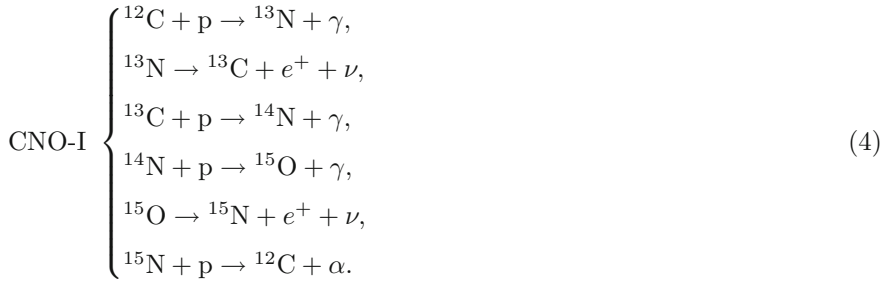 ¹²C + p → ¹³N + γ,
¹³N → ¹³C + e⁺ + ν,
¹³C + p → ¹⁴N + γ,
CNO-I { (4)
¹⁴N + p → ¹⁵O + γ,
¹⁵O → ¹⁵N + e⁺ + ν,
¹⁵N + p → ¹²C + α.